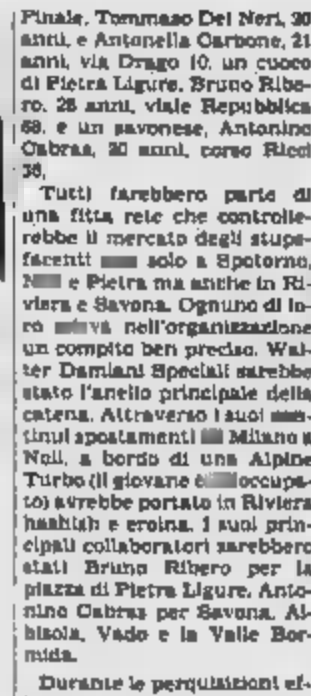 Finale, Tommaso Del Neri, 30
anni, e Antonella Carbone, 21
anni, via Drago 10, un cuoco
di Pietra Ligure, Bruno Ribe-
ro, 28 anni, viale Repubblica
68, e un savonese, Antonino
Cabras, 30 anni, corso Ricci
36.
Tutti farebbero parte di
una fitta rete che controlle-
rebbe il mercato degli stupe-
facenti solo a Spotorno,
e Pietra ma anche in Ri-
viera e Savona. Ognuno di lo-
ro nell'organizzazione
un compito ben preciso. Wal-
ter Damiani Speciali sarebbe
stato l'anello principale della
catena. Attraverso i suoi
tinui spostamenti Milano a
Noli, a bordo di una Alpine
Turbo (il giovane è occupa-
to) avrebbe portato in Riviera
hashish e eroina. I suoi prin-
cipali collaboratori sarebbero
stati Bruno Ribero per la
piazza di Pietra Ligure, Anto-
nino Cabras per Savona, Al-
bisola, Vado e la Valle Bor-
mida.
Durante le perquisizioni ef-